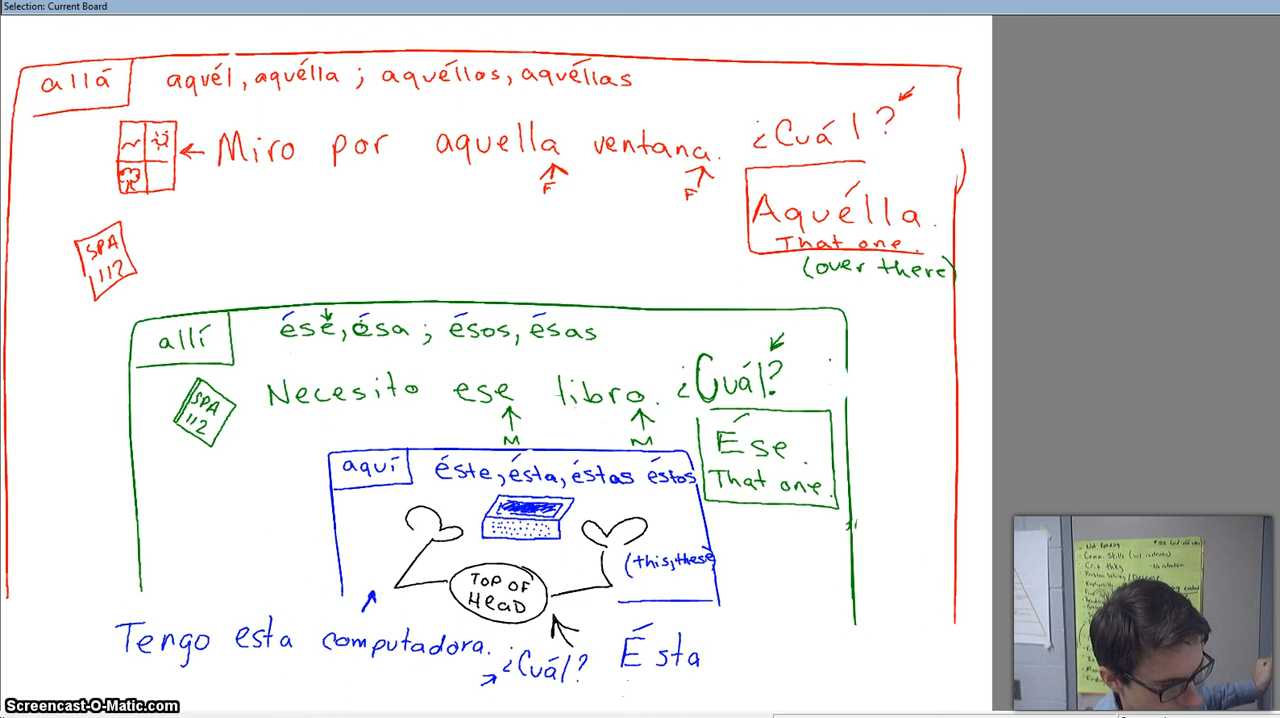 Selection: Current Board
allá aquél, aquélla ; aquéllos, aquéllas
Miro por aquella ventana. ¿Cuál?
F F
Aquélla.
That one.
(over there)
SPA
112
allí ése, ésa ; ésos, ésas
Necesito ese libro. ¿Cuál?
SPA
112
M M
Ése.
That one.
aquí éste, ésta, éstas éstos
(this, these)
TOP OF
HEAD
Tengo esta computadora.
¿Cuál? Ésta
Screencast-O-Matic.com
Not Reading